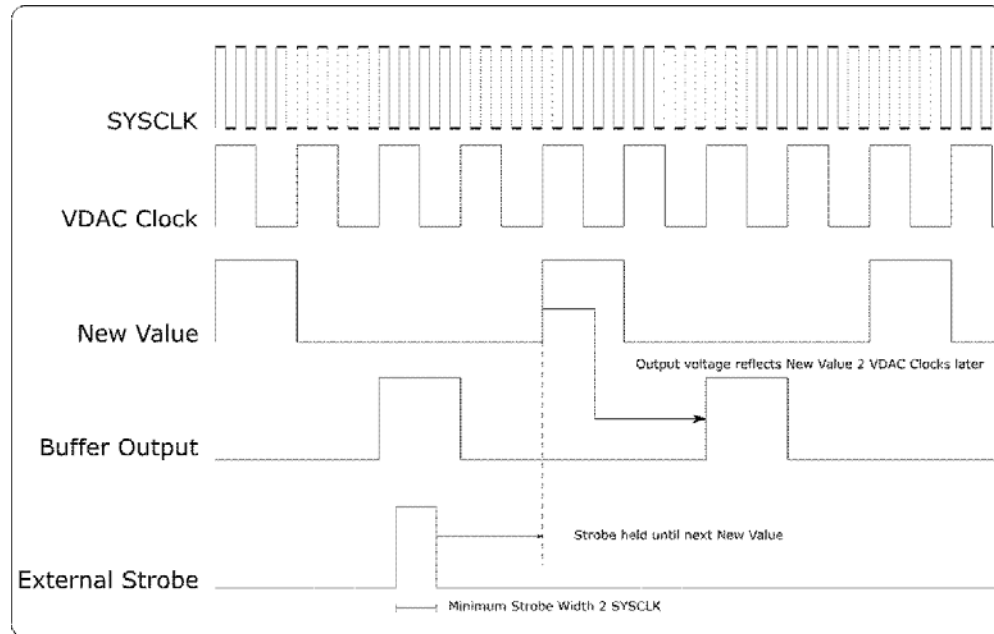 SYSCLK
VDAC Clock
New Value
Output voltage reflects New Value 2 VDAC Clocks later
Buffer Output
Strobe held until next New Value
External Strobe
Minimum Strobe Width 2 SYSCLK